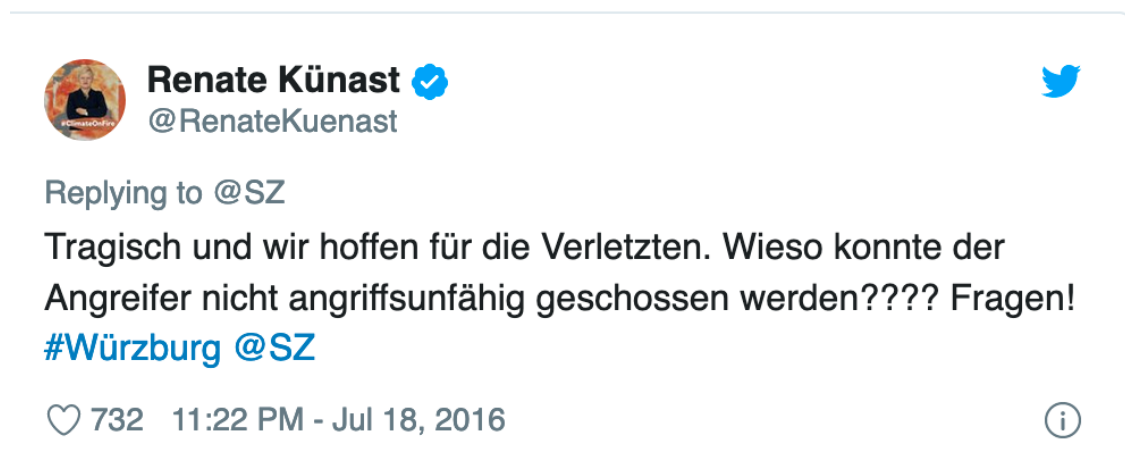 Renate Künast
@RenateKuenast
#ClimateOnFire
Replying to @SZ
Tragisch und wir hoffen für die Verletzten. Wieso konnte der
Angreifer nicht angriffsunfähig geschossen werden???? Fragen!
#Würzburg @SZ
732 11:22 PM - Jul 18, 2016